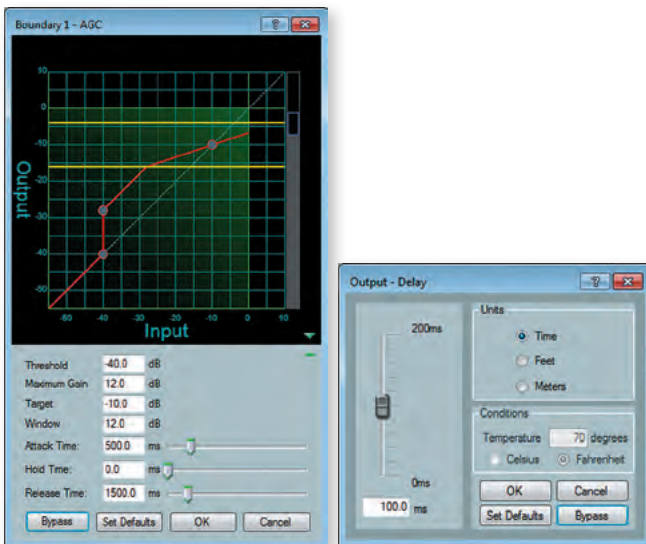 Boundary 1 - AGC
?
10
0
-10
-20
-30
-40
-50
Output
-60 -40 -30 -20 -10 0 10
Input
Threshold -40.0 dB
Maximum Gain 12.0 dB
Target -10.0 dB
Window 12.0 dB
Attack Time: 500.0 ms
Hold Time: 0.0 ms
Release Time: 1500.0 ms
Bypass Set Defaults OK Cancel
Output - Delay
?
200ms
0ms
100.0 ms
Units
Time
Feet
Meters
Conditions
Temperature 70 degrees
Celsius Fahrenheit
OK Cancel
Set Defaults Bypass